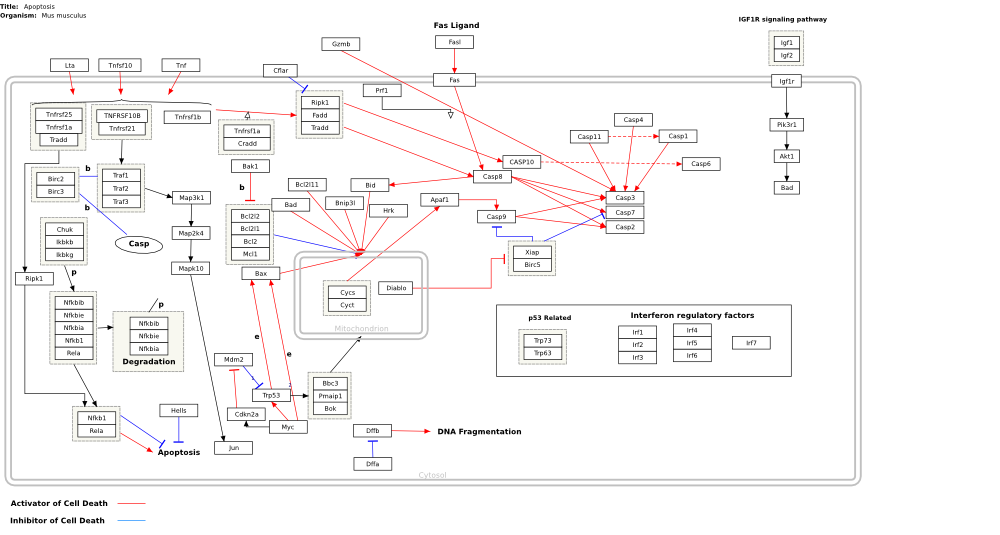 Title: Apoptosis
Organism: Mus musculus
IGF1R signaling pathway
Fas Ligand
Gzmb
Fasl
Igf1
Igf2
Lta
Tnfsf10
Tnf
Cflar
Fas
Igf1r
Prf1
Ripk1
Fadd
Tradd
Tnfrsf25
Tnfrsf1a
Tradd
TNFRSF10B
Tnfrsf21
Tnfrsf1b
Tnfrsf1a
Cradd
Casp4
Casp11
Casp1
Pik3r1
Akt1
Bad
CASP10
Casp6
Casp8
Bak1
b
b
b
Birc2
Birc3
Traf1
Traf2
Traf3
Map3k1
Bcl2l11
Bid
Bad
Bnip3l
Hrk
Apaf1
Casp9
Casp3
Casp7
Casp2
Bcl2l2
Bcl2l1
Bcl2
Mcl1
Chuk
Ikbkb
Ikbkg
Casp
Map2k4
Xiap
Birc5
p
Ripk1
Mapk10
Bax
Cycs
Cyct
Diablo
Mitochondrion
Nfkbib
Nfkbie
Nfkbia
Nfkb1
Rela
p
Nfkbib
Nfkbie
Nfkbia
Degradation
e
e
p53 Related
Trp73
Trp63
Interferon regulatory factors
Irf1
Irf2
Irf3
Irf4
Irf5
Irf6
Irf7
Mdm2
Trp53
Bbc3
Pmaip1
Bok
Cdkn2a
Myc
Nfkb1
Rela
Hells
Apoptosis
Jun
Dffb
DNA Fragmentation
Dffa
Cytosol
Activator of Cell Death
Inhibitor of Cell Death